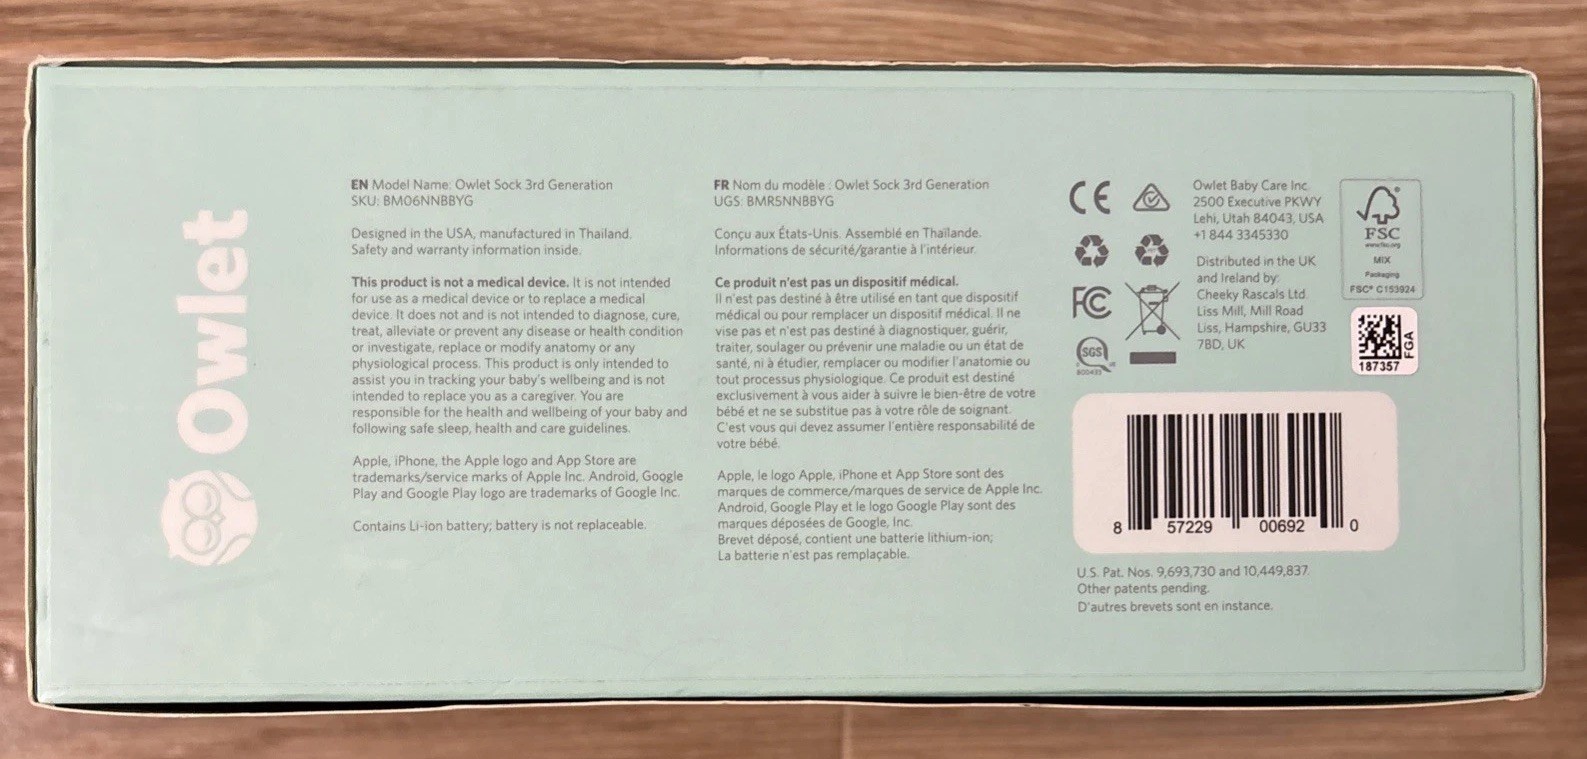 Owlet
EN Model Name: Owlet Sock 3rd Generation
SKU: BM06NNBBYG
Designed in the USA, manufactured in Thailand.
Safety and warranty information inside.
This product is not a medical device. It is not intended
for use as a medical device or to replace a medical
device. It does not and is not intended to diagnose, cure,
treat, alleviate or prevent any disease or health condition
or investigate, replace or modify anatomy or any
physiological process. This product is only intended to
assist you in tracking your baby's wellbeing and is not
intended to replace you as a caregiver. You are
responsible for the health and wellbeing of your baby and
following safe sleep, health and care guidelines.
Apple, iPhone, the Apple logo and App Store are
trademarks/service marks of Apple Inc. Android, Google
Play and Google Play logo are trademarks of Google Inc.
Contains Li-ion battery; battery is not replaceable.
FR Nom du modèle : Owlet Sock 3rd Generation
UGS: BMR5NNBBYG
Conçu aux États-Unis. Assemblé en Thaïlande.
Informations de sécurité/garantie à l'intérieur.
Ce produit n'est pas un dispositif médical.
Il n'est pas destiné à être utilisé en tant que dispositif
médical ou pour remplacer un dispositif médical. Il ne
vise pas et n'est pas destiné à diagnostiquer, guérir,
traiter, soulager ou prévenir une maladie ou un état de
santé, ni à étudier, remplacer ou modifier l'anatomie ou
tout processus physiologique. Ce produit est destiné
exclusivement à vous aider à suivre le bien-être de votre
bébé et ne se substitue pas à votre rôle de soignant.
C'est vous qui devez assumer l'entière responsabilité de
votre bébé.
Apple, le logo Apple, iPhone et App Store sont des
marques de commerce/marques de service de Apple Inc.
Android, Google Play et le logo Google Play sont des
marques déposées de Google, Inc.
Brevet déposé, contient une batterie lithium-ion;
La batterie n'est pas remplaçable.
CE
FC
SGS
800433
Owlet Baby Care Inc.
2500 Executive PKWY
Lehi, Utah 84043, USA
+1 844 3345330
Distributed in the UK
and Ireland by:
Cheeky Rascals Ltd.
Liss Mill, Mill Road
Liss, Hampshire, GU33
7BD, UK
FSC
www.fsc.org
MIX
Packaging
FSC® C153924
FGA
187357
8 57229 00692 0
U.S. Pat. Nos. 9,693,730 and 10,449,837.
Other patents pending.
D'autres brevets sont en instance.